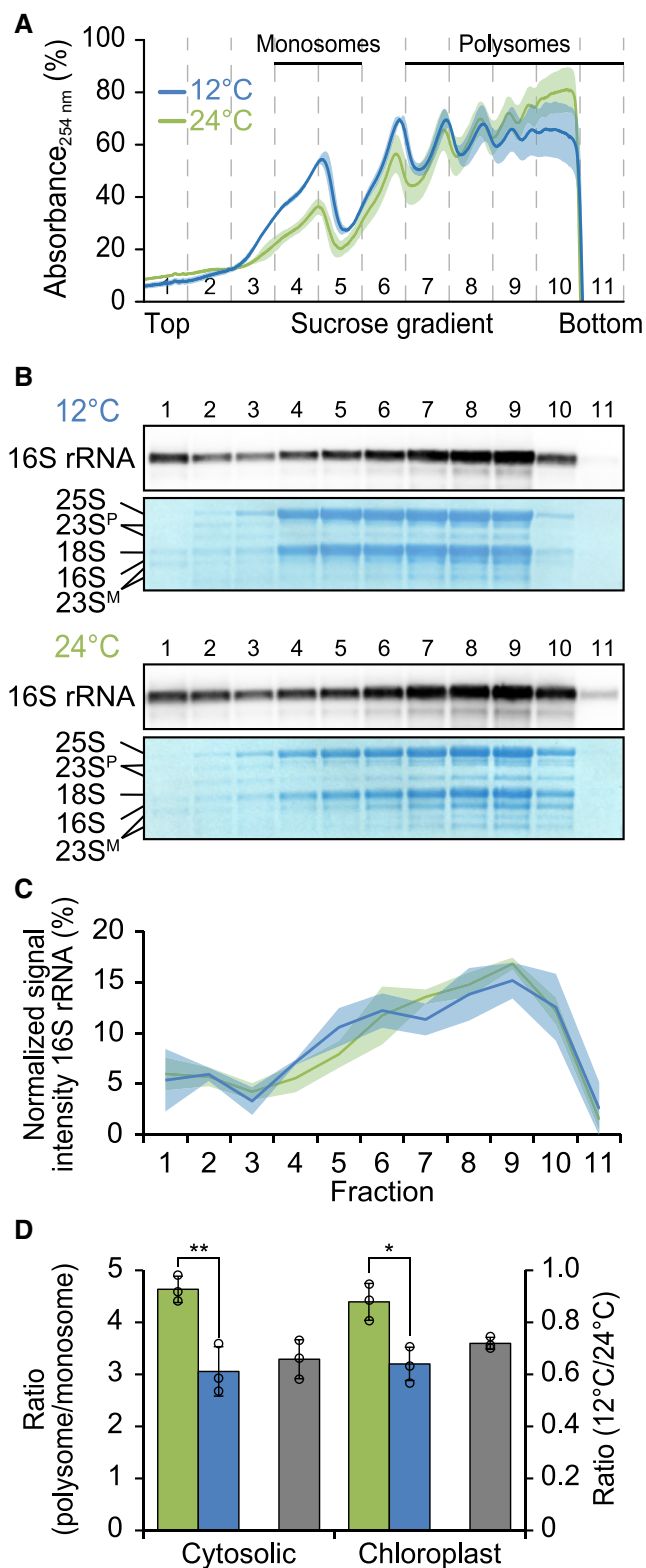 A
Absorbance254 nm (%)
100
80
60
40
20
0
Monosomes
Polysomes
12°C
24°C
1 2 3 4 5 6 7 8 9 10 11
Top
Sucrose gradient
Bottom
B
12°C
1 2 3 4 5 6 7 8 9 10 11
16S rRNA
25S
23SP
18S
16S
23SM
24°C
1 2 3 4 5 6 7 8 9 10 11
16S rRNA
25S
23SP
18S
16S
23SM
C
Normalized signal
intensity 16S rRNA (%)
20
15
10
5
0
1 2 3 4 5 6 7 8 9 10 11
Fraction
D
Ratio
(polysome/monosome)
5
4
3
2
1
0
**
*
1.0
0.8
0.6
0.4
0.2
0
Ratio (12°C/24°C)
Cytosolic
Chloroplast